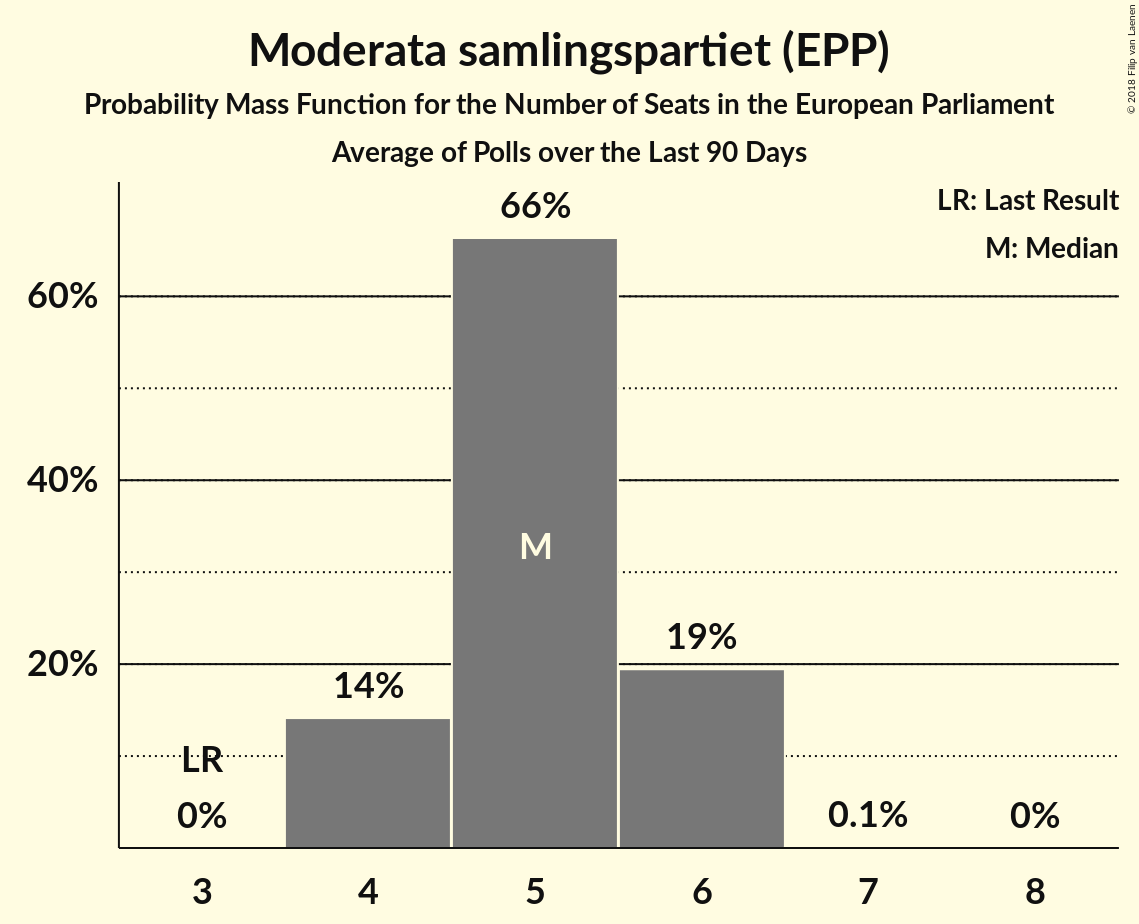 Moderata samlingspartiet (EPP)
Probability Mass Function for the Number of Seats in the European Parliament
Average of Polls over the Last 90 Days
© 2018 Filip van Laenen
LR: Last Result
M: Median
66%
60%
40%
M
19%
20%
14%
LR
0%
0.1%
0%
3 4 5 6 7 8